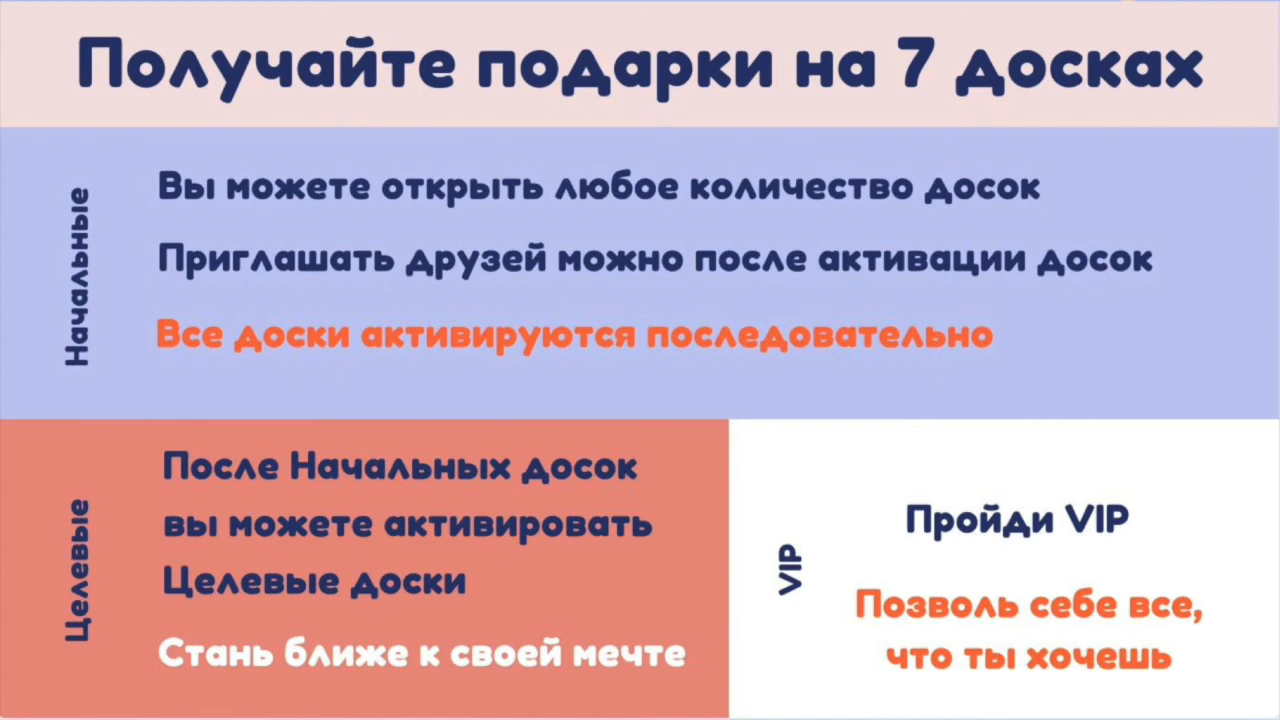 Получайте подарки на 7 досках
Начальные
Вы можете открыть любое количество досок
Приглашать друзей можно после активации досок
Все доски активируются последовательно
Целевые
После Начальных досок
вы можете активировать
Целевые доски
Стань ближе к своей мечте
VIP
Пройди VIP
Позволь себе все,
что ты хочешь